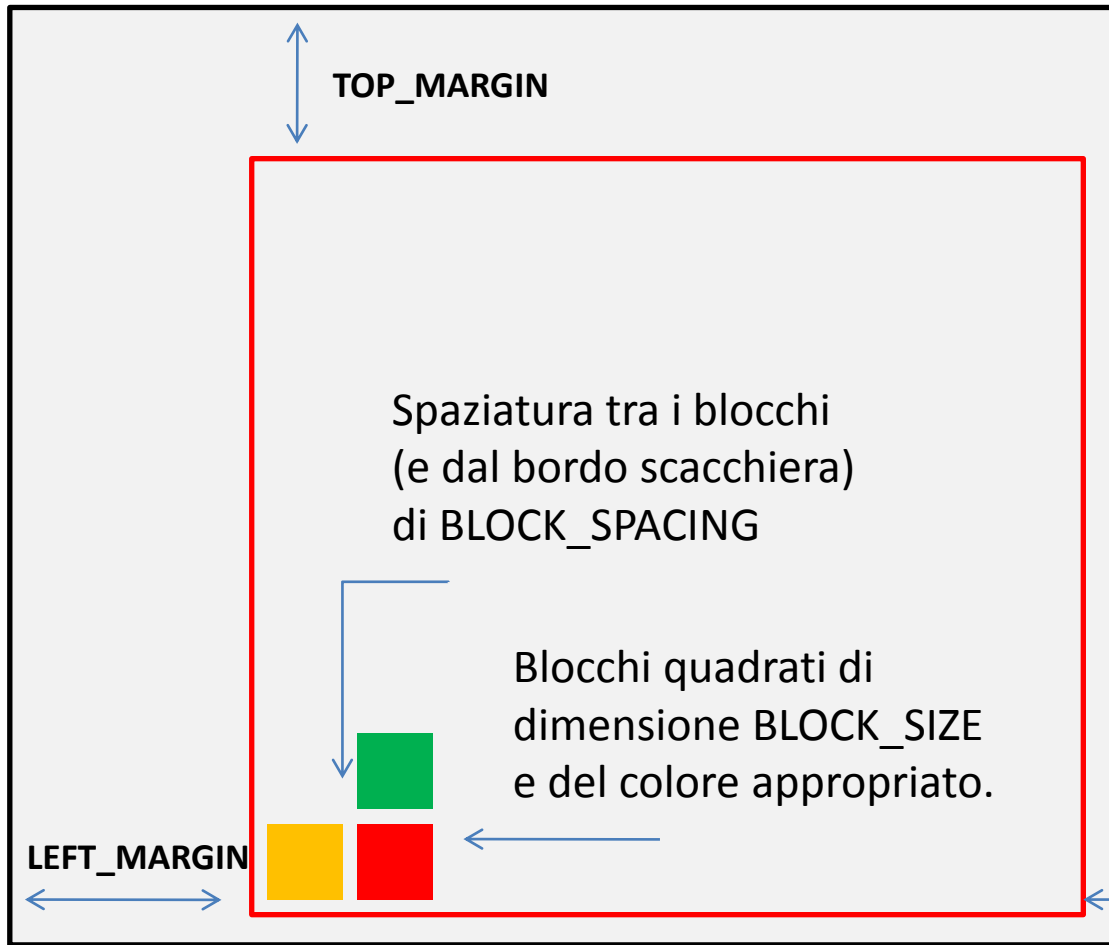 TOP_MARGIN
Spaziatura tra i blocchi
(e dal bordo scacchiera)
di BLOCK_SPACING
Blocchi quadrati di
dimensione BLOCK_SIZE
e del colore appropriato.
LEFT_MARGIN